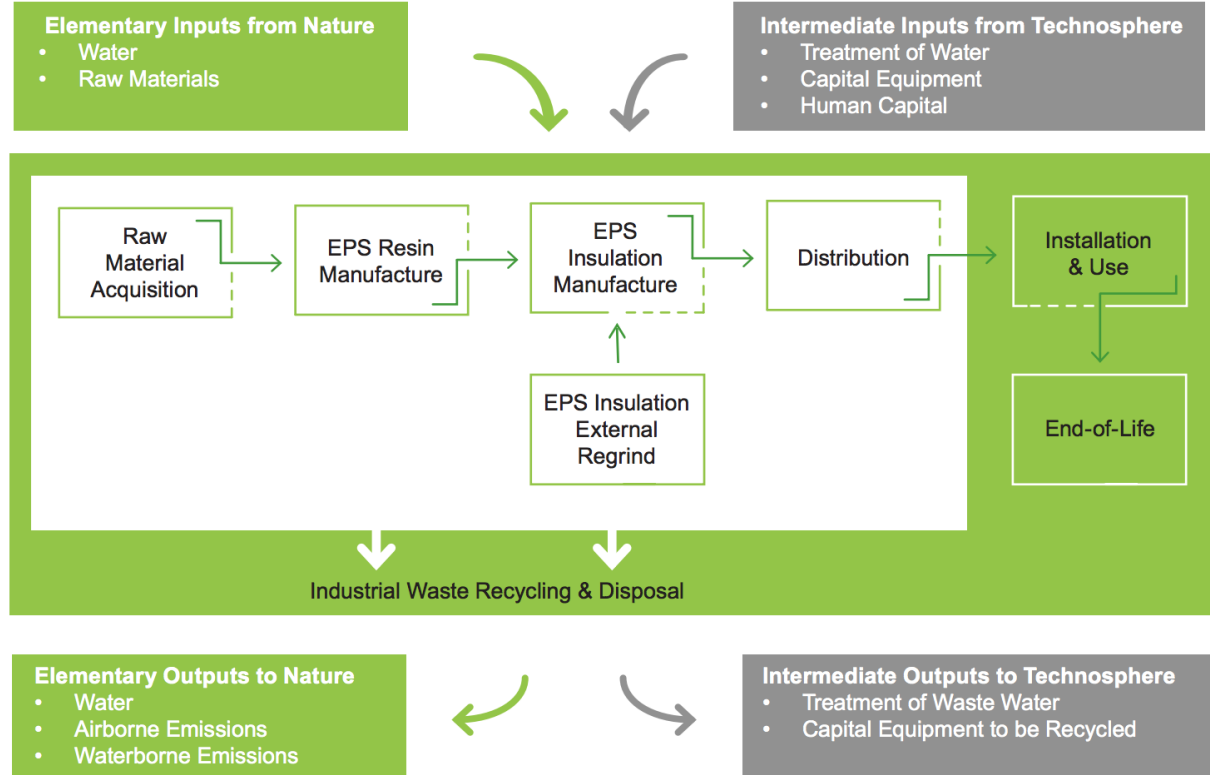 Elementary Inputs from Nature
• Water
• Raw Materials
Intermediate Inputs from Technosphere
• Treatment of Water
• Capital Equipment
• Human Capital
Raw
Material
Acquisition
EPS Resin
Manufacture
EPS
Insulation
Manufacture
Distribution
Installation
& Use
EPS Insulation
External
Regrind
End-of-Life
Industrial Waste Recycling & Disposal
Elementary Outputs to Nature
• Water
• Airborne Emissions
• Waterborne Emissions
Intermediate Outputs to Technosphere
• Treatment of Waste Water
• Capital Equipment to be Recycled